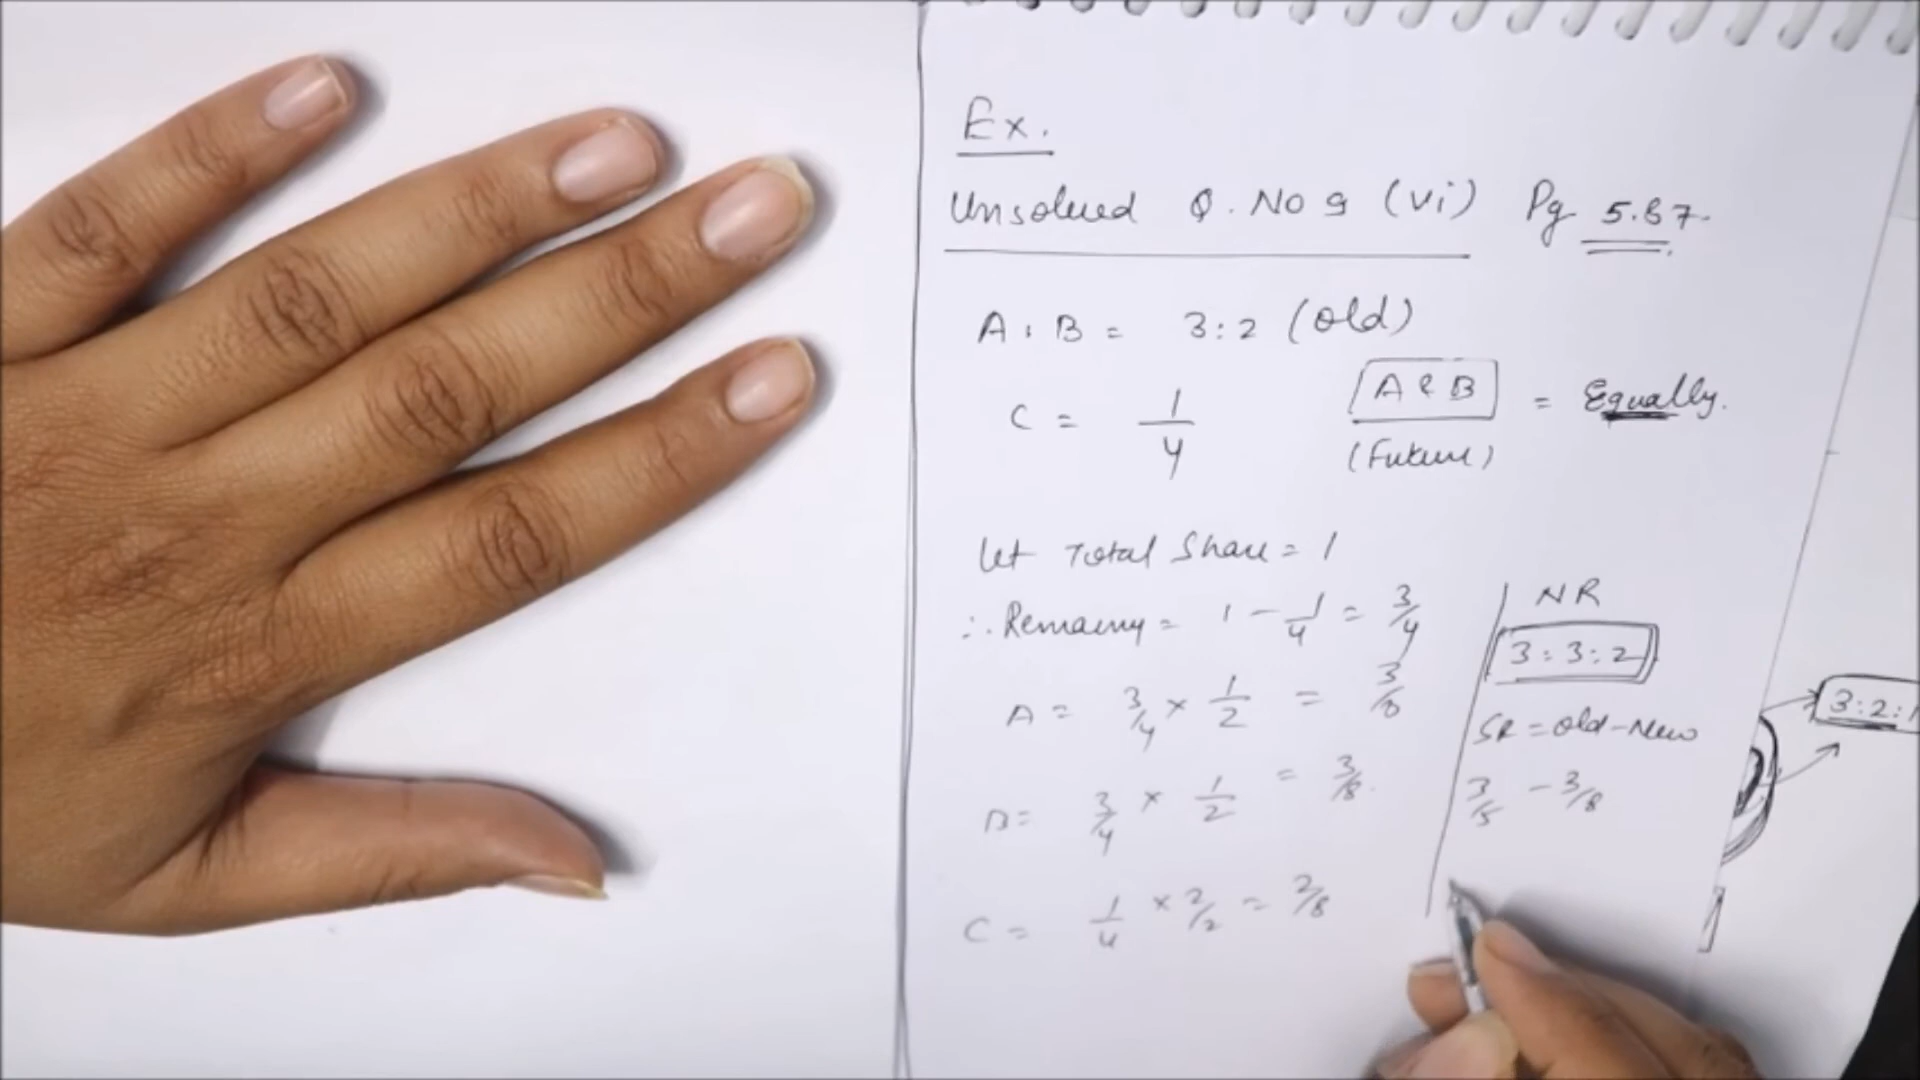 Ex.
Unsolved Q. No 9 (vi) Pg 5.67.
A : B = 3:2 (old)
C = 1/4
A & B = Equally.
(Future)
let Total Share = 1
∴ Remaing = 1 - 1/4 = 3/4
A = 3/4 × 1/2 = 3/8
B = 3/4 × 1/2 = 3/8.
C = 1/4 × 2/2 = 2/8
NR
3:3:2
SR = old-New
3/5 - 3/8
3:2:1